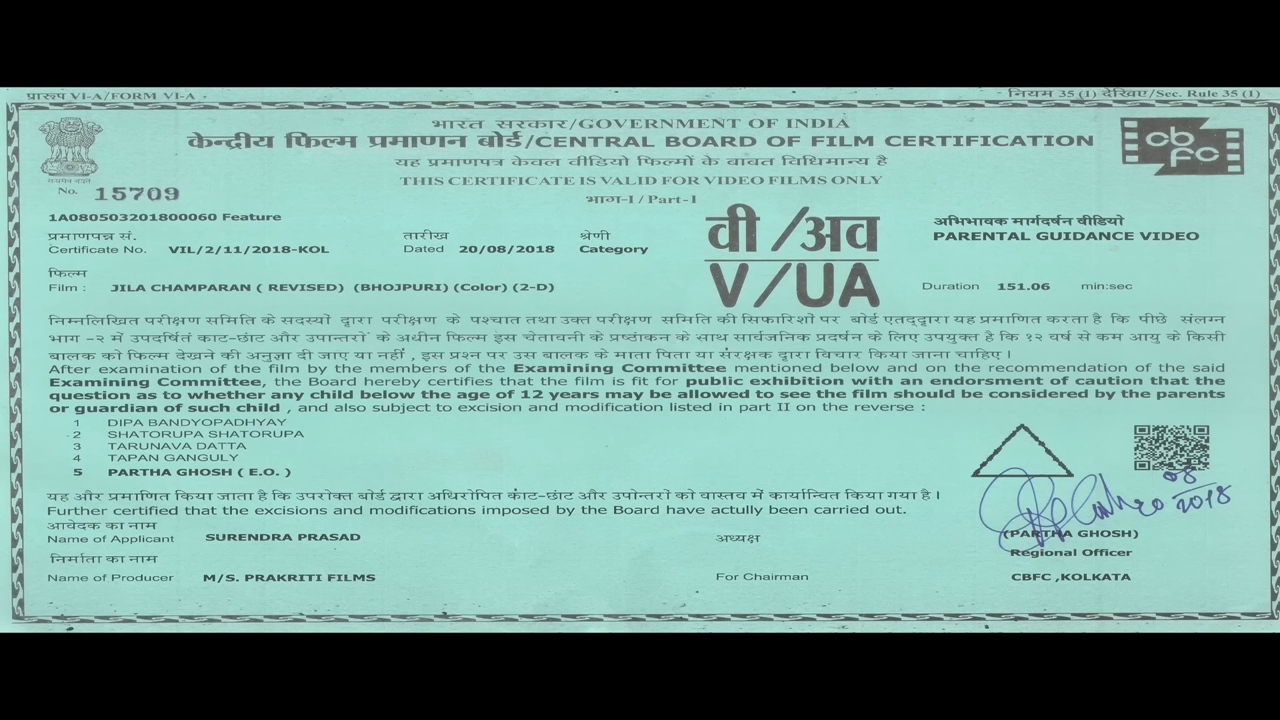 प्रारूप VI-A/FORM VI-A नियम 35 (1) देखिए/Sec. Rule 35 (1)
भारत सरकार/GOVERNMENT OF INDIA
केन्द्रीय फिल्म प्रमाणन बोर्ड/CENTRAL BOARD OF FILM CERTIFICATION
cbfc
यह प्रमाणपत्र केवल वीडियो फिल्मों के बाबत विधिमान्य है
THIS CERTIFICATE IS VALID FOR VIDEO FILMS ONLY
No. 15709
भाग-I / Part-I
1A080503201800060 Feature
प्रमाणपत्र सं. तारीख श्रेणी वी/अव अभिभावक मार्गदर्षन वीडियो
Certificate No. VIL/2/11/2018-KOL Dated 20/08/2018 Category PARENTAL GUIDANCE VIDEO
फिल्म V/UA
Film : JILA CHAMPARAN ( REVISED) (BHOJPURI) (Color) (2-D) Duration 151.06 min:sec
निम्नलिखित परीक्षण समिति के सदस्यों द्वारा परीक्षण के पश्चात तथा उक्त परीक्षण समिति की सिफारिशों पर बोर्ड एतद्द्वारा यह प्रमाणित करता है कि पीछे संलग्न
भाग -२ में उपदर्षित काट-छांट और उपान्तरों के अधीन फिल्म इस चेतावनी के प्रष्ठांकन के साथ सार्वजनिक प्रदर्षन के लिए उपयुक्त है कि १२ वर्ष से कम आयु के किसी
बालक को फिल्म देखने की अनुज्ञा दी जाए या नहीं , इस प्रश्न पर उस बालक के माता पिता या संरक्षक द्वारा विचार किया जाना चाहिए ।
After examination of the film by the members of the Examining Committee mentioned below and on the recommendation of the said
Examining Committee, the Board hereby certifies that the film is fit for public exhibition with an endorsment of caution that the
question as to whether any child below the age of 12 years may be allowed to see the film should be considered by the parents
or guardian of such child , and also subject to excision and modification listed in part II on the reverse :
1 DIPA BANDYOPADHYAY
2 SHATORUPA SHATORUPA
3 TARUNAVA DATTA
4 TAPAN GANGULY
5 PARTHA GHOSH ( E.O. )
यह और प्रमाणित किया जाता है कि उपरोक्त बोर्ड द्वारा अधिरोपित कांट-छांट और उपोन्तरों को वास्तव में कार्यान्वित किया गया है ।
Further certified that the excisions and modifications imposed by the Board have actully been carried out.
20 08 2018
आवेदक का नाम
Name of Applicant SURENDRA PRASAD अध्यक्ष (PARTHA GHOSH)
निर्माता का नाम Regional Officer
Name of Producer M/S. PRAKRITI FILMS For Chairman CBFC ,KOLKATA